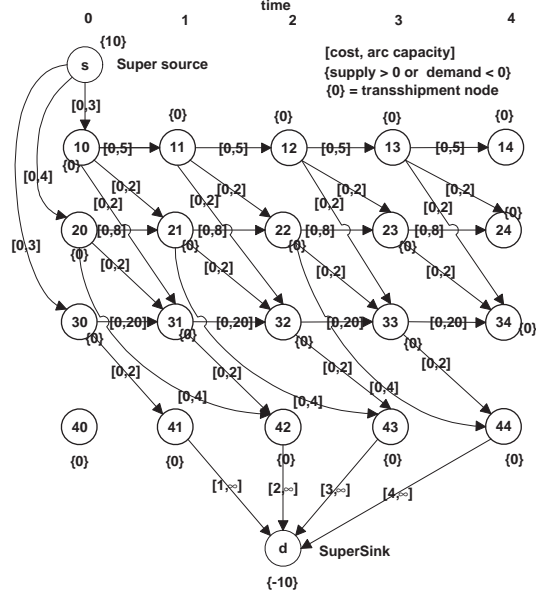 time
0 1 2 3 4
{10}
[cost, arc capacity]
s Super source
{supply > 0 or demand < 0}
{0} = transshipment node
[0,3]
{0} {0} {0} {0}
10 [0,5] 11 [0,5] 12 [0,5] 13 [0,5] 14
{0}
[0,4] [0,2] [0,2] [0,2] [0,2]
[0,2] [0,2] [0,2] [0,2]
{0}
20 [0,8] 21 [0,8] 22 [0,8] 23 [0,8] 24
[0,3] {0} {0} {0} {0}
[0,2] [0,2] [0,2] [0,2]
30 [0,20] 31 [0,20] 32 [0,20] 33 [0,20] 34
{0} {0} {0} {0} {0}
[0,2] [0,2] [0,2] [0,2]
[0,4] [0,4] [0,4]
40 41 42 43 44
{0} {0} {0} {0} {0}
[1,∞] [2,∞] [3,∞] [4,∞]
d SuperSink
{-10}